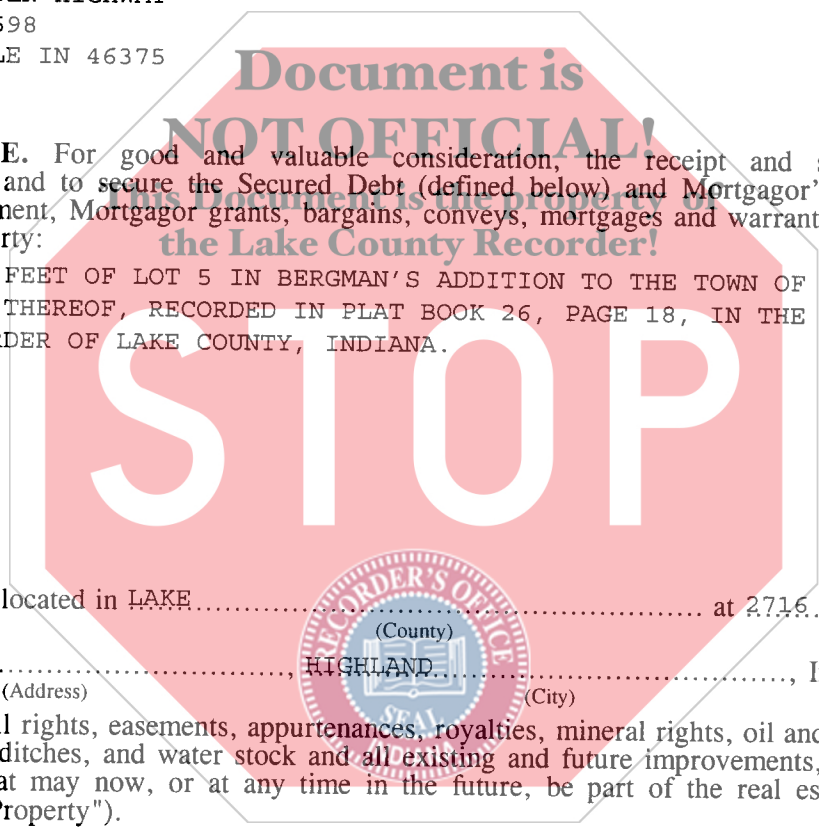 598
LE IN 46375
Document is
NOT OFFICIAL!
This Document is the property of
the Lake County Recorder!
E. For good and valuable consideration, the receipt and
and to secure the Secured Debt (defined below) and Mortgagor'
ment, Mortgagor grants, bargains, conveys, mortgages and warrant
rty:
FEET OF LOT 5 IN BERGMAN'S ADDITION TO THE TOWN OF
THEREOF, RECORDED IN PLAT BOOK 26, PAGE 18, IN THE
RDER OF LAKE COUNTY, INDIANA.
STOP
located in LAKE at 2716
(County)
, HIGHLAND , I
(Address) (City)
RECORDER'S OFFICE
SEAL
INDIANA
l rights, easements, appurtenances, royalties, mineral rights, oil and
ditches, and water stock and all existing and future improvements,
at may now, or at any time in the future, be part of the real es
Property").